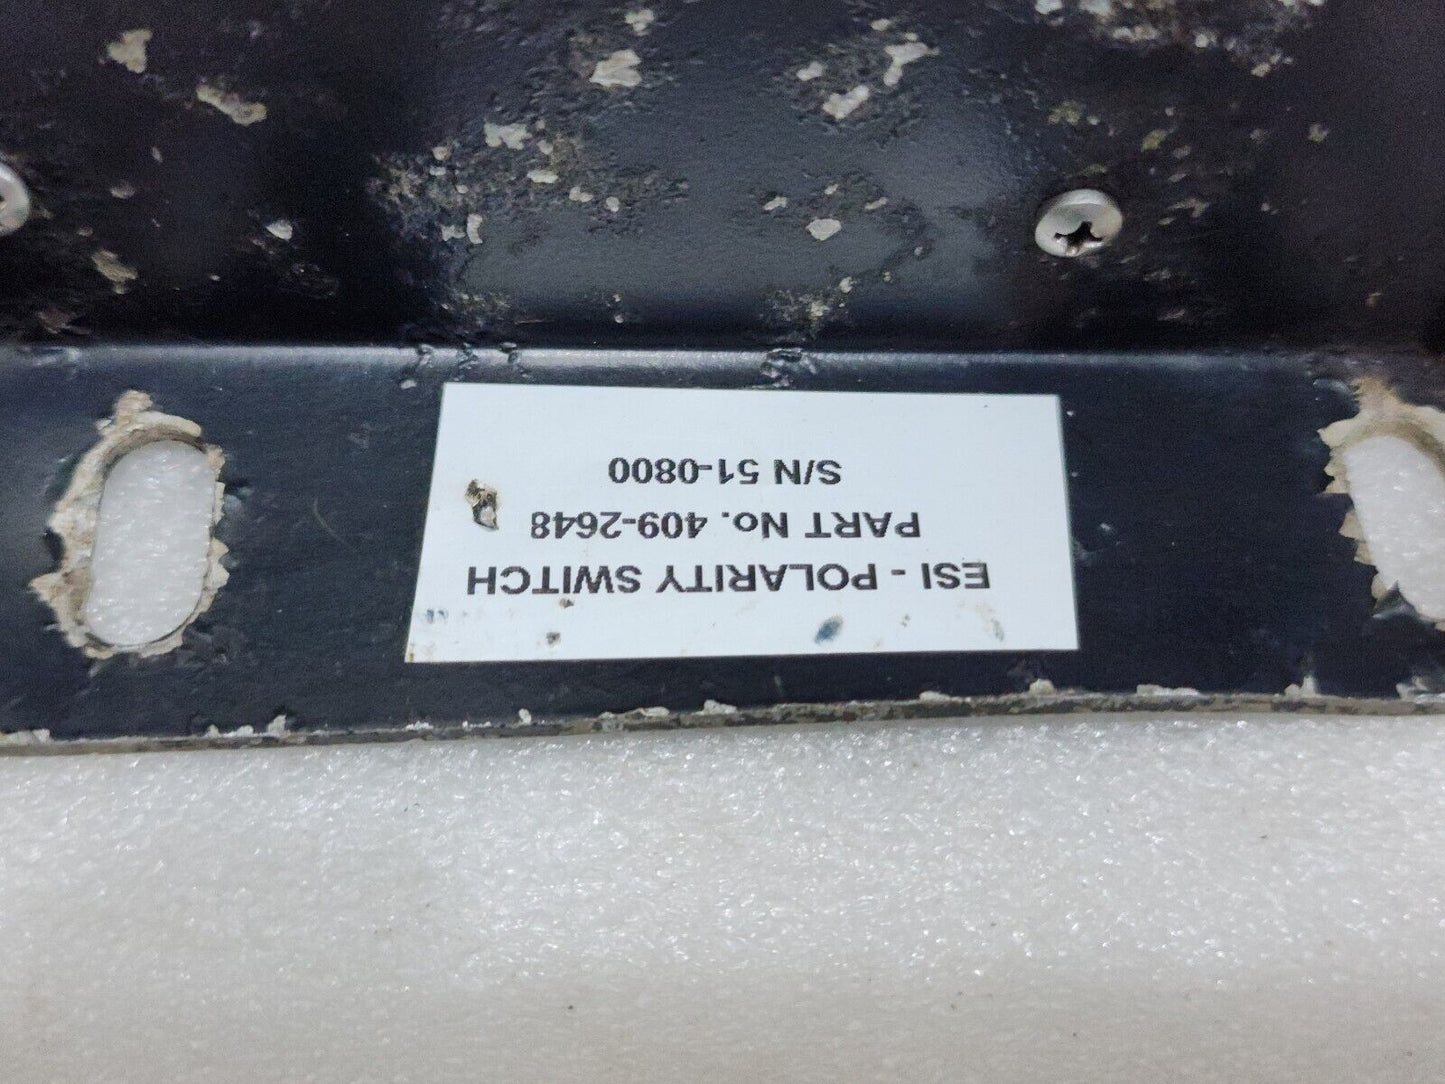 ESI - POLARITY SWITCH
PART No. 409-2648
S/N 51-0800